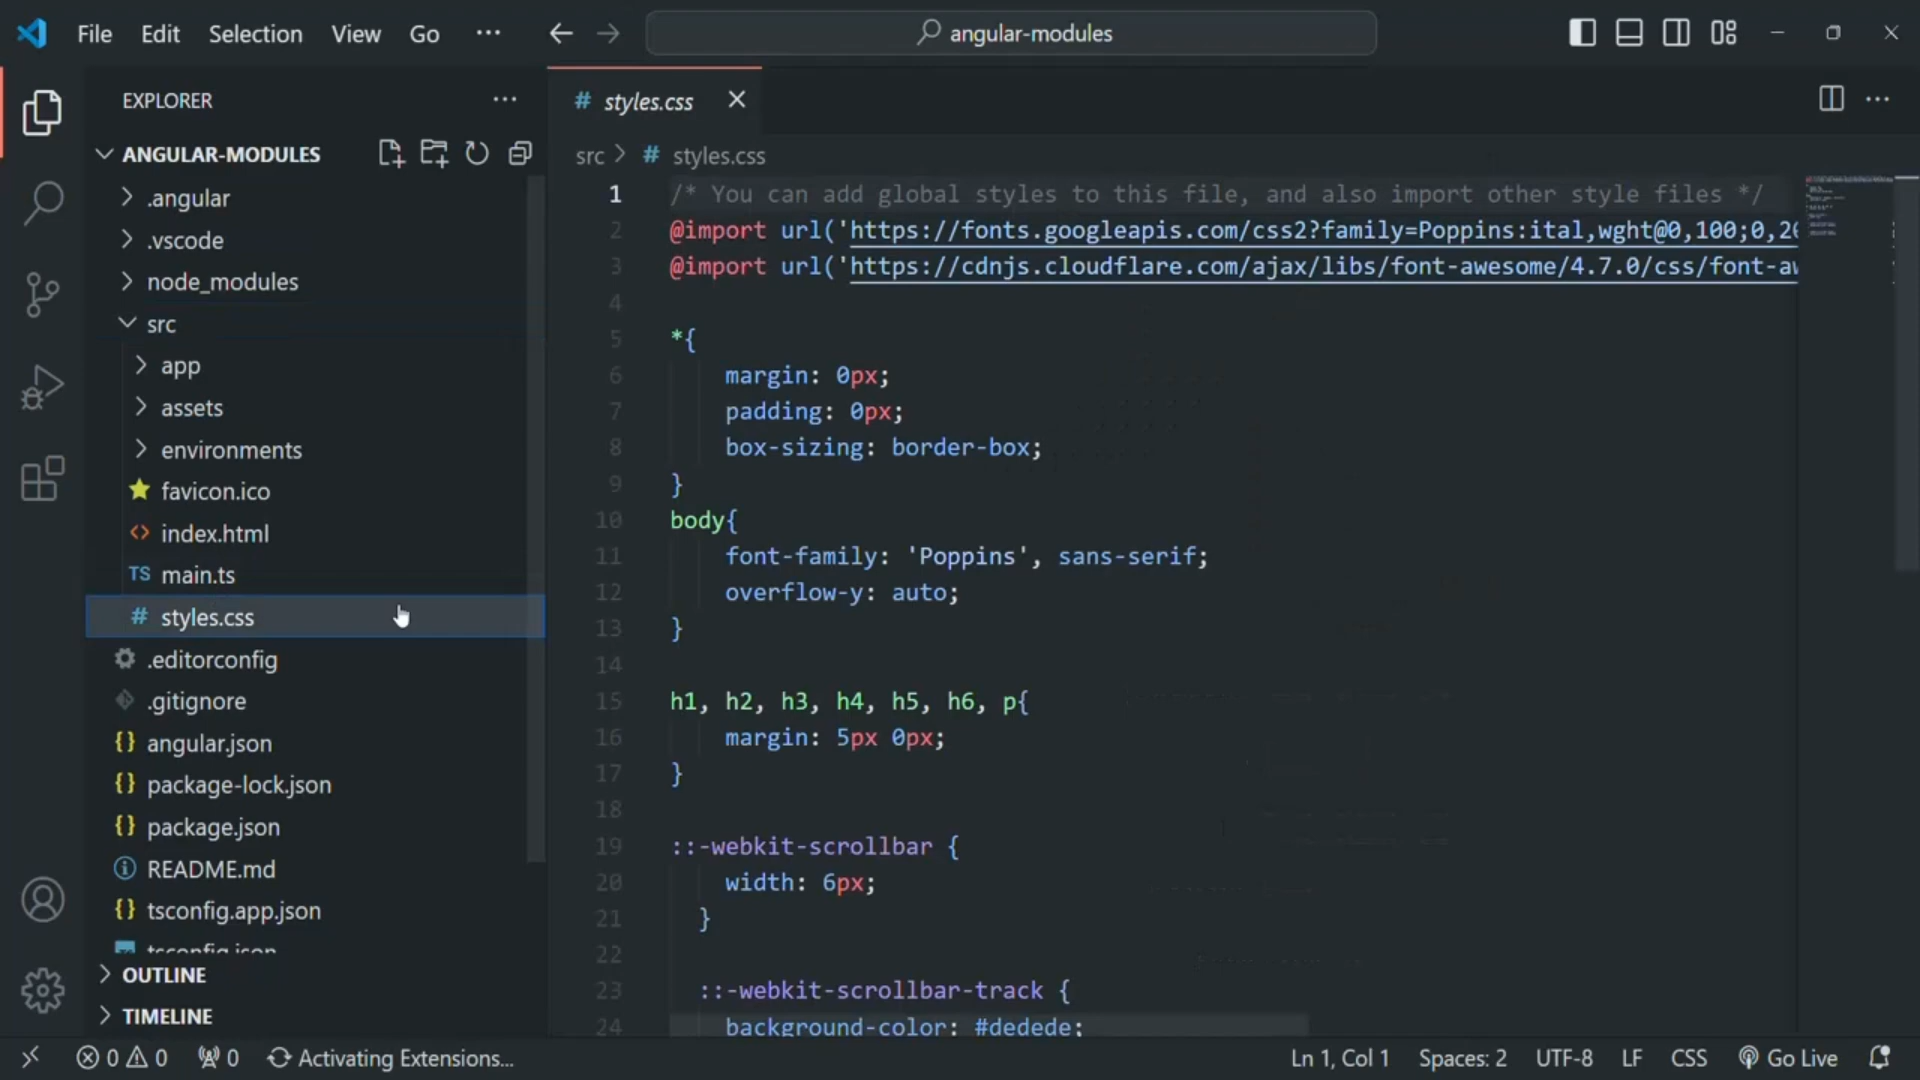 File Edit Selection View Go ··· angular-modules
EXPLORER ···
ANGULAR-MODULES
.angular
.vscode
node_modules
src
app
assets
environments
favicon.ico
index.html
TS main.ts
# styles.css
.editorconfig
.gitignore
{} angular.json
{} package-lock.json
{} package.json
README.md
{} tsconfig.app.json
tsconfig.json
OUTLINE
TIMELINE
# styles.css
src > # styles.css
1 /* You can add global styles to this file, and also import other style files */
2 @import url('https://fonts.googleapis.com/css2?family=Poppins:ital,wght@0,100;0,20
3 @import url('https://cdnjs.cloudflare.com/ajax/libs/font-awesome/4.7.0/css/font-aw
4
5 *{
6 margin: 0px;
7 padding: 0px;
8 box-sizing: border-box;
9 }
10 body{
11 font-family: 'Poppins', sans-serif;
12 overflow-y: auto;
13 }
14
15 h1, h2, h3, h4, h5, h6, p{
16 margin: 5px 0px;
17 }
18
19 ::-webkit-scrollbar {
20 width: 6px;
21 }
22
23 ::-webkit-scrollbar-track {
24 background-color: #dedede;
0 0 0 Activating Extensions... Ln 1, Col 1 Spaces: 2 UTF-8 LF CSS Go Live